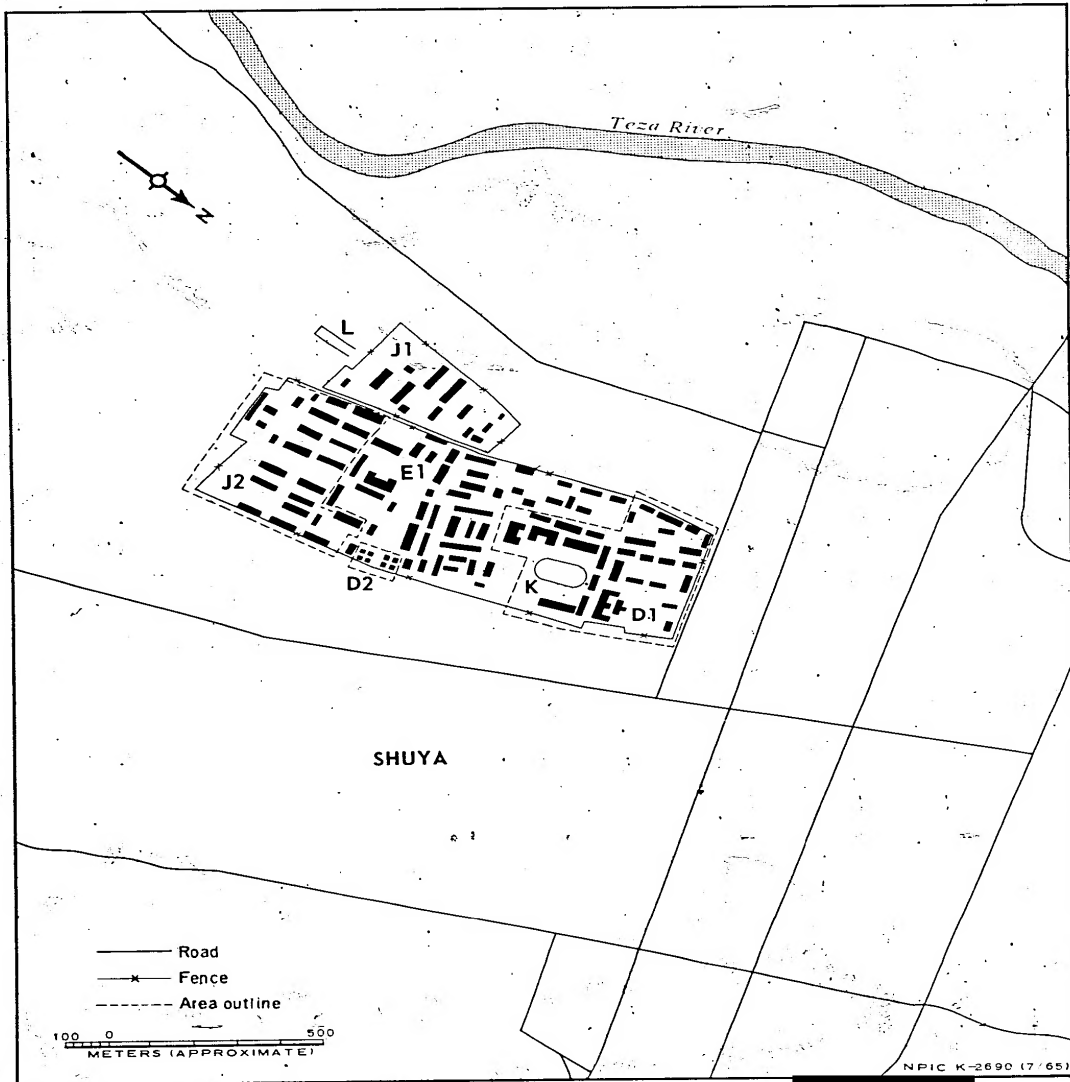 Teza River
N
L
J1
E1
J2
D2
K
D1
SHUYA
Road
Fence
Area outline
100 0 500
METERS (APPROXIMATE)
NPIC K-2690 (7/65)